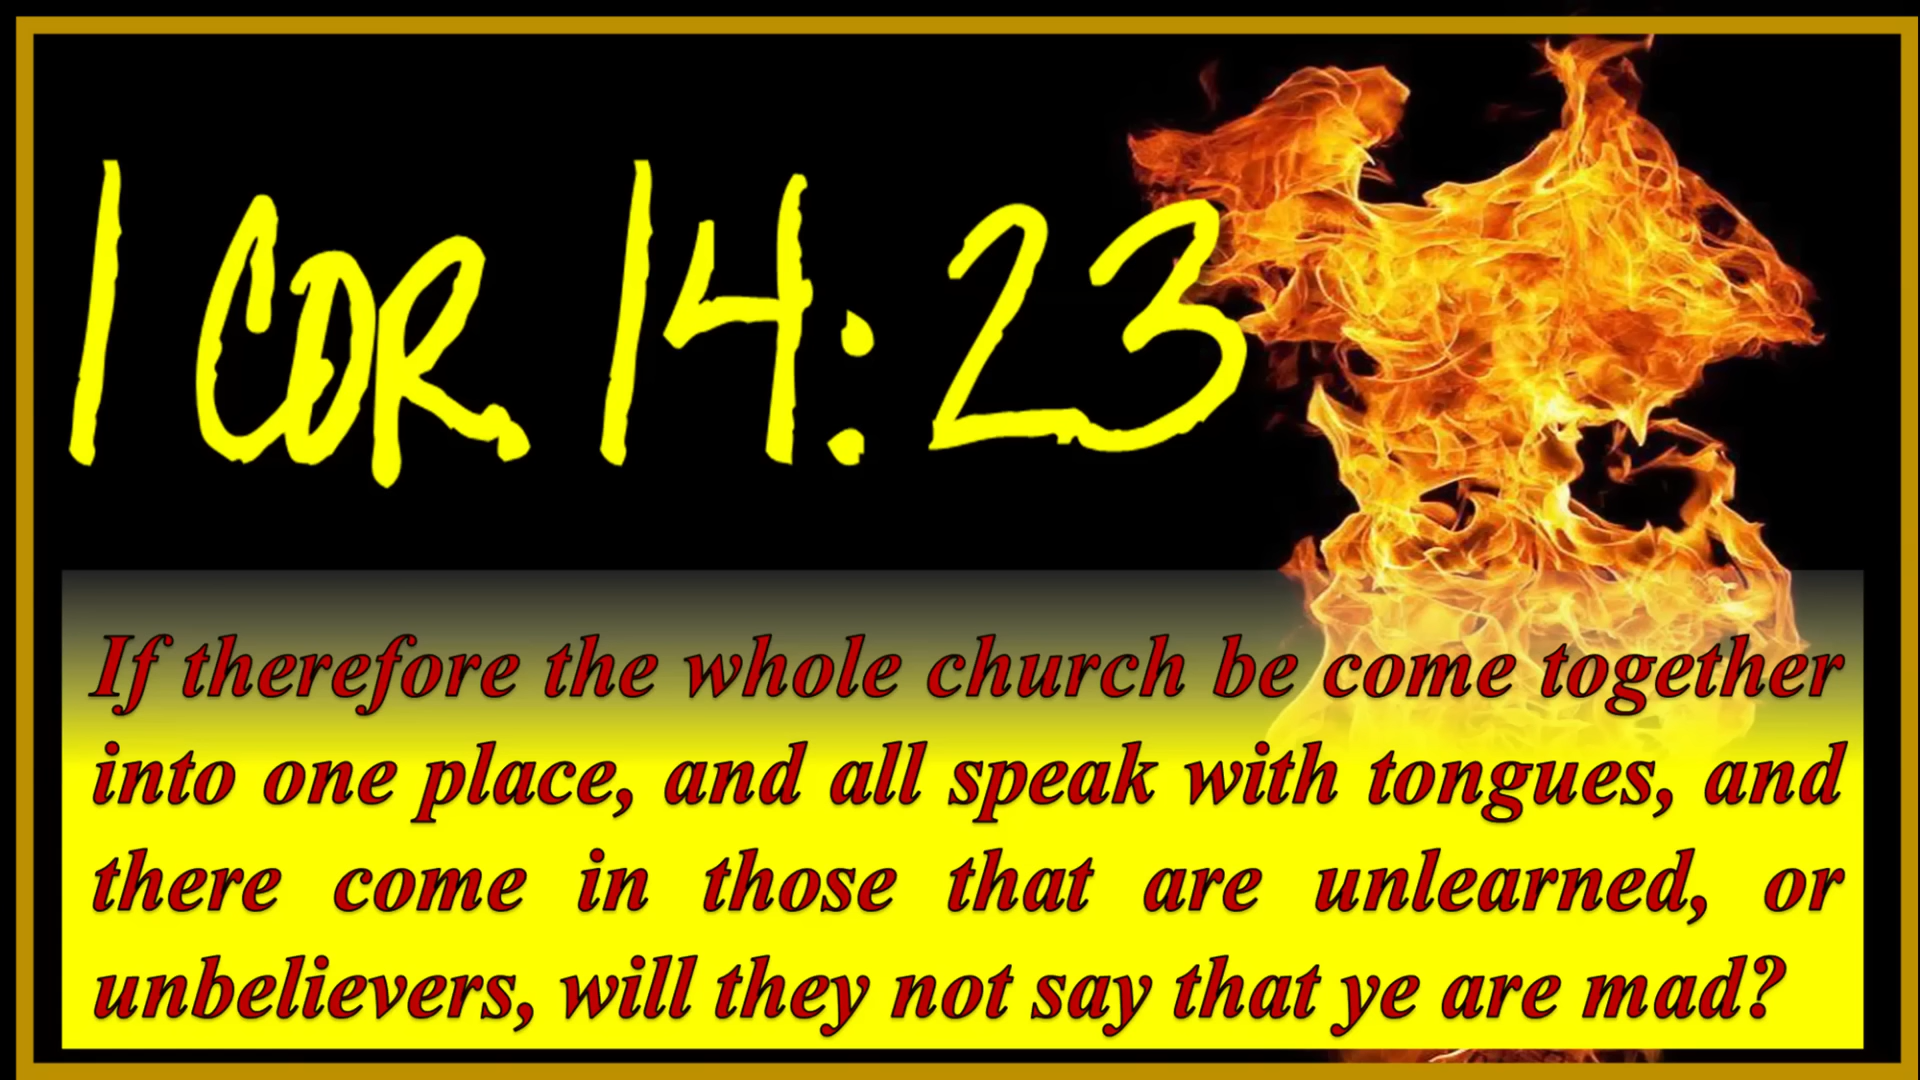 1 COR. 14:23
If therefore the whole church be come together
into one place, and all speak with tongues, and
there come in those that are unlearned, or
unbelievers, will they not say that ye are mad?